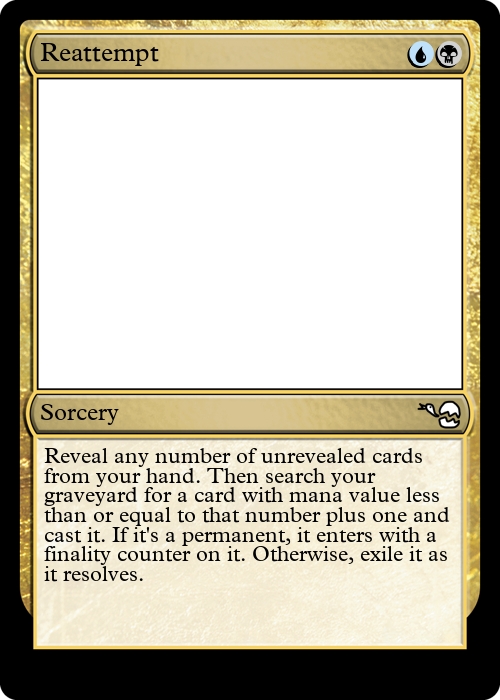 Reattempt
Sorcery
Reveal any number of unrevealed cards
from your hand. Then search your
graveyard for a card with mana value less
than or equal to that number plus one and
cast it. If it's a permanent, it enters with a
finality counter on it. Otherwise, exile it as
it resolves.